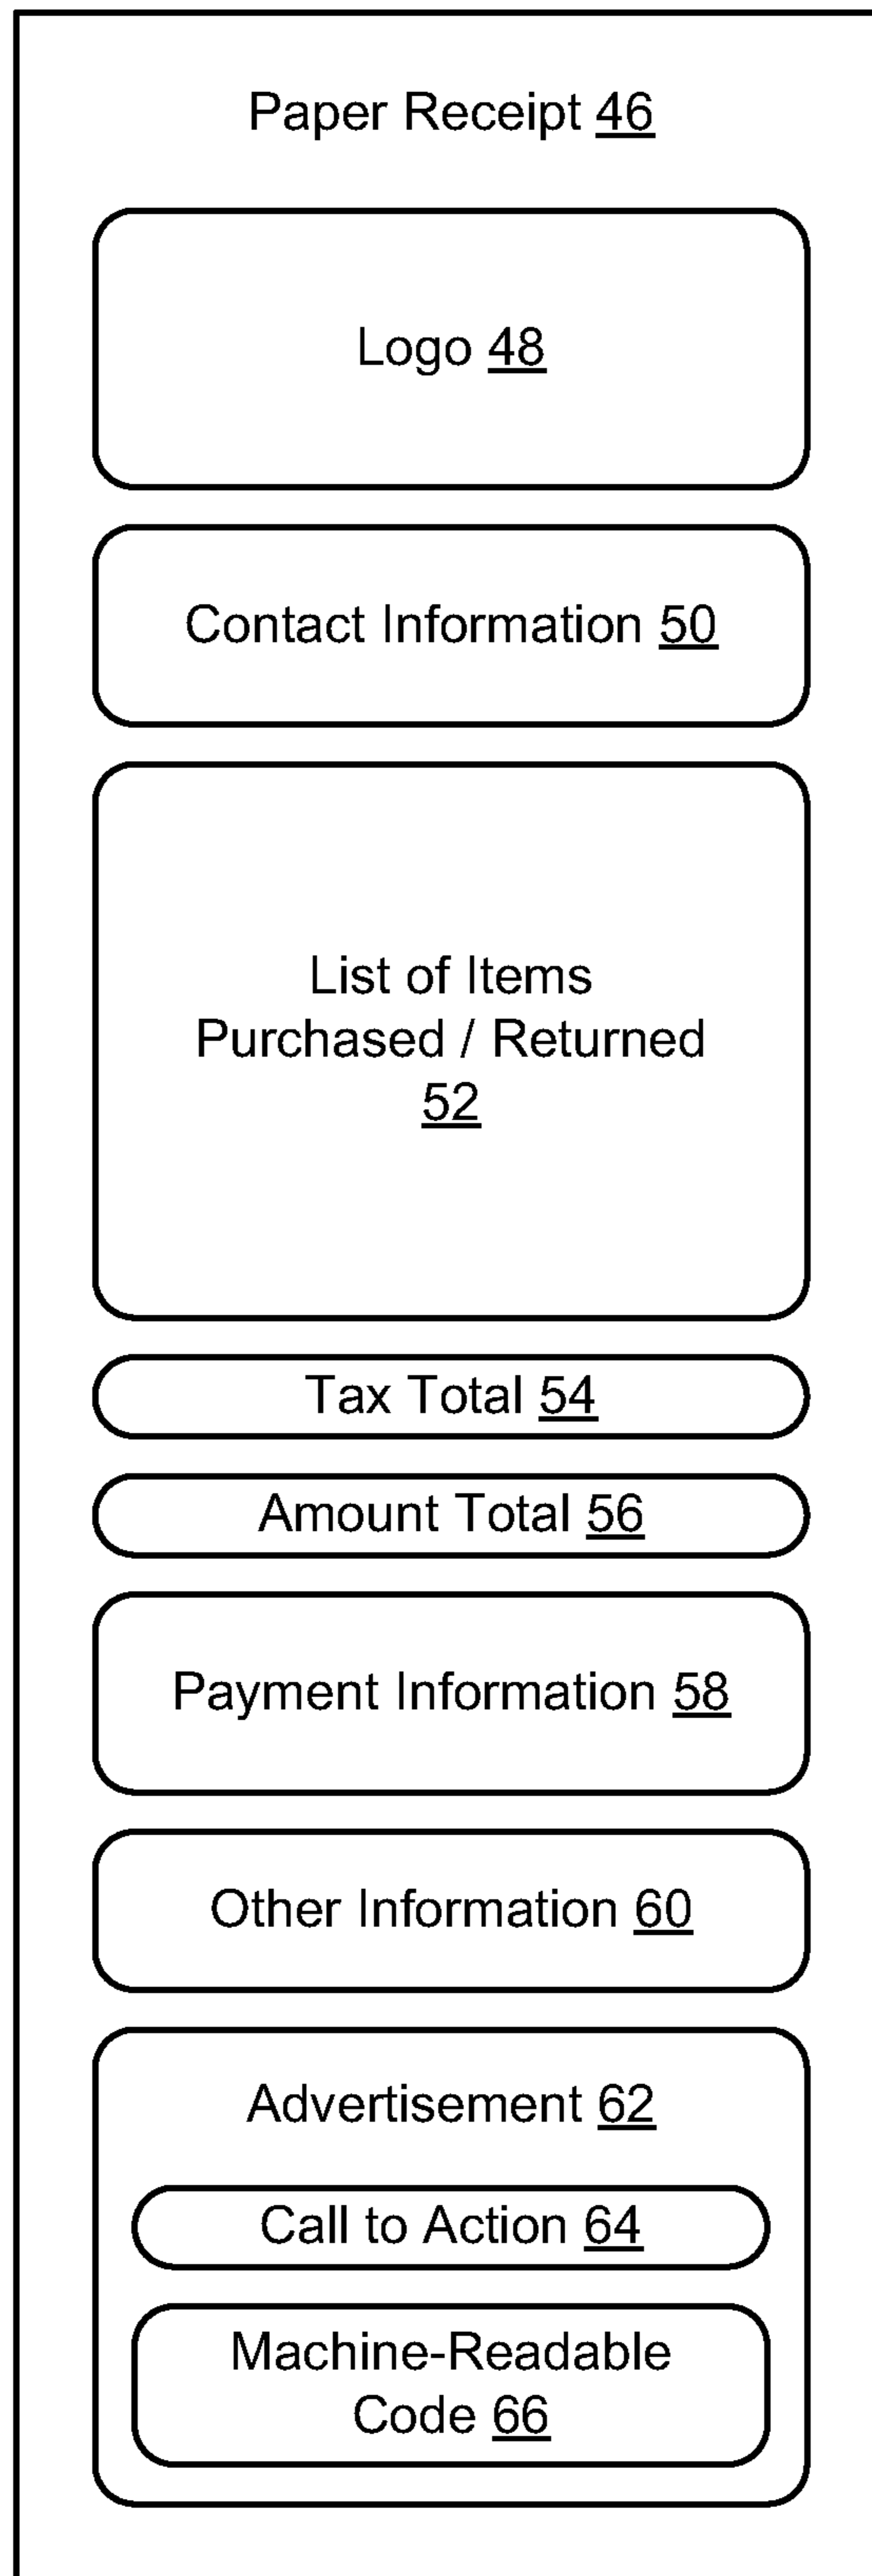 Paper Receipt 46
Logo 48
Contact Information 50
List of Items
Purchased / Returned
52
Tax Total 54
Amount Total 56
Payment Information 58
Other Information 60
Advertisement 62
Call to Action 64
Machine-Readable
Code 66